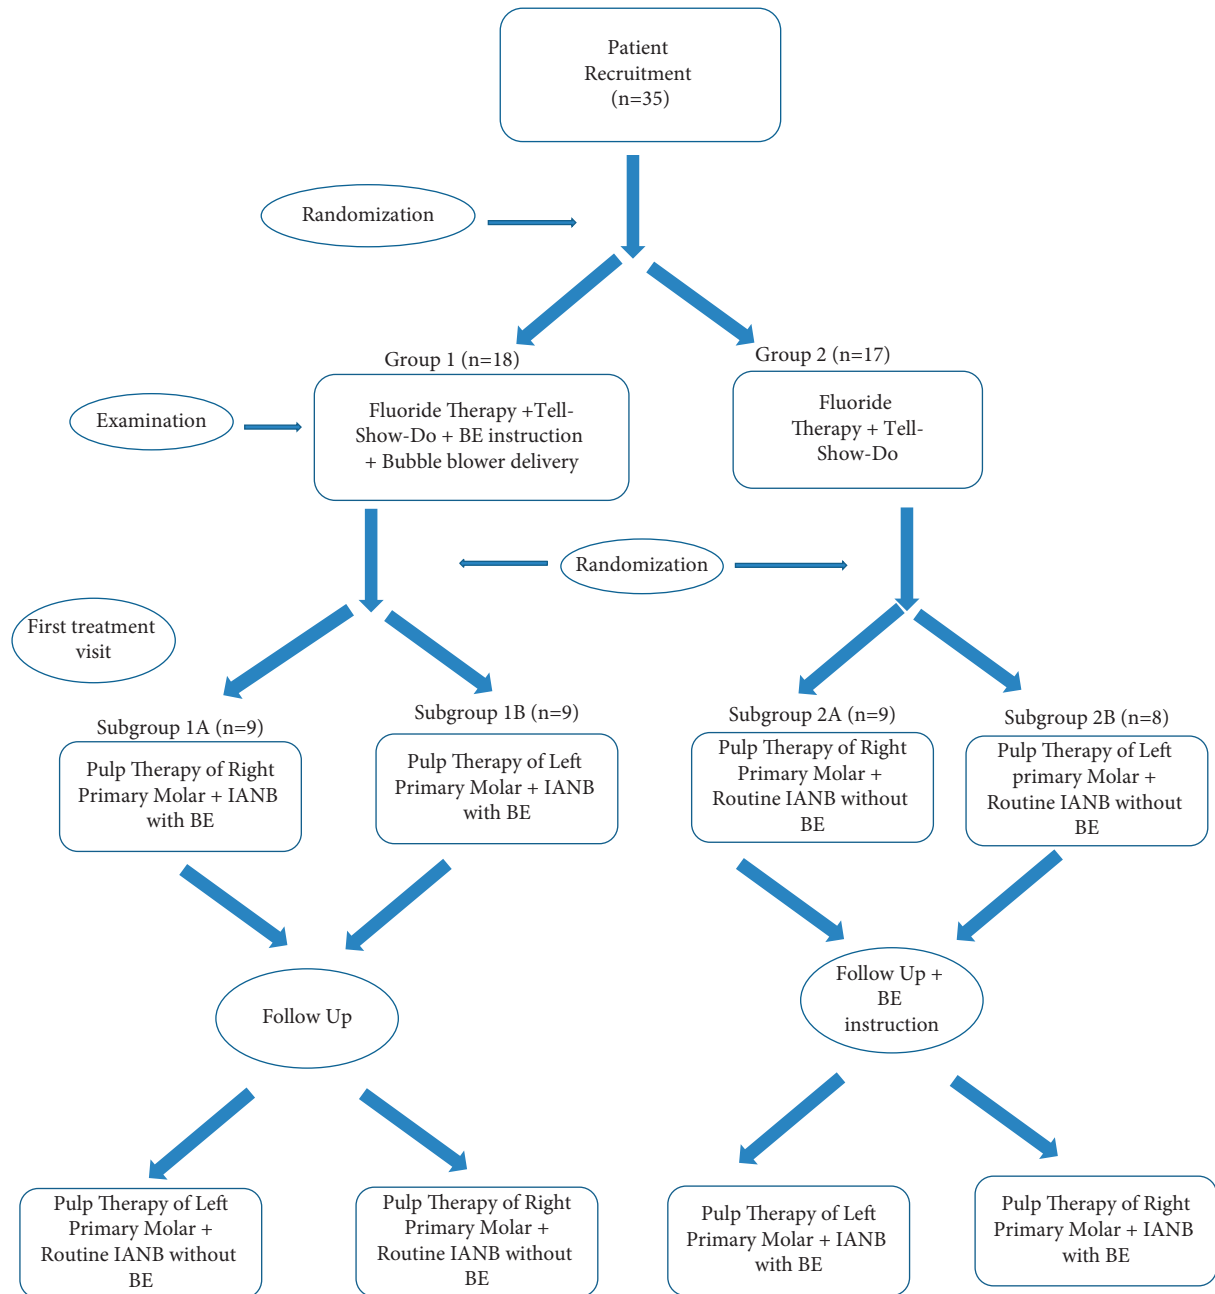 Patient
Recruitment
(n=35)
Randomization
Group 1 (n=18)
Group 2 (n=17)
Examination
Fluoride Therapy +Tell-
Show-Do + BE instruction
+ Bubble blower delivery
Fluoride
Therapy + Tell-
Show-Do
Randomization
First treatment
visit
Subgroup 1A (n=9)
Subgroup 1B (n=9)
Subgroup 2A (n=9)
Subgroup 2B (n=8)
Pulp Therapy of Right
Primary Molar + IANB
with BE
Pulp Therapy of Left
Primary Molar + IANB
with BE
Pulp Therapy of Right
Primary Molar +
Routine IANB without
BE
Pulp Therapy of Left
primary Molar +
Routine IANB without
BE
Follow Up
Follow Up +
BE
instruction
Pulp Therapy of Left
Primary Molar +
Routine IANB without
BE
Pulp Therapy of Right
Primary Molar +
Routine IANB without
BE
Pulp Therapy of Left
Primary Molar + IANB
with BE
Pulp Therapy of Right
Primary Molar + IANB
with BE